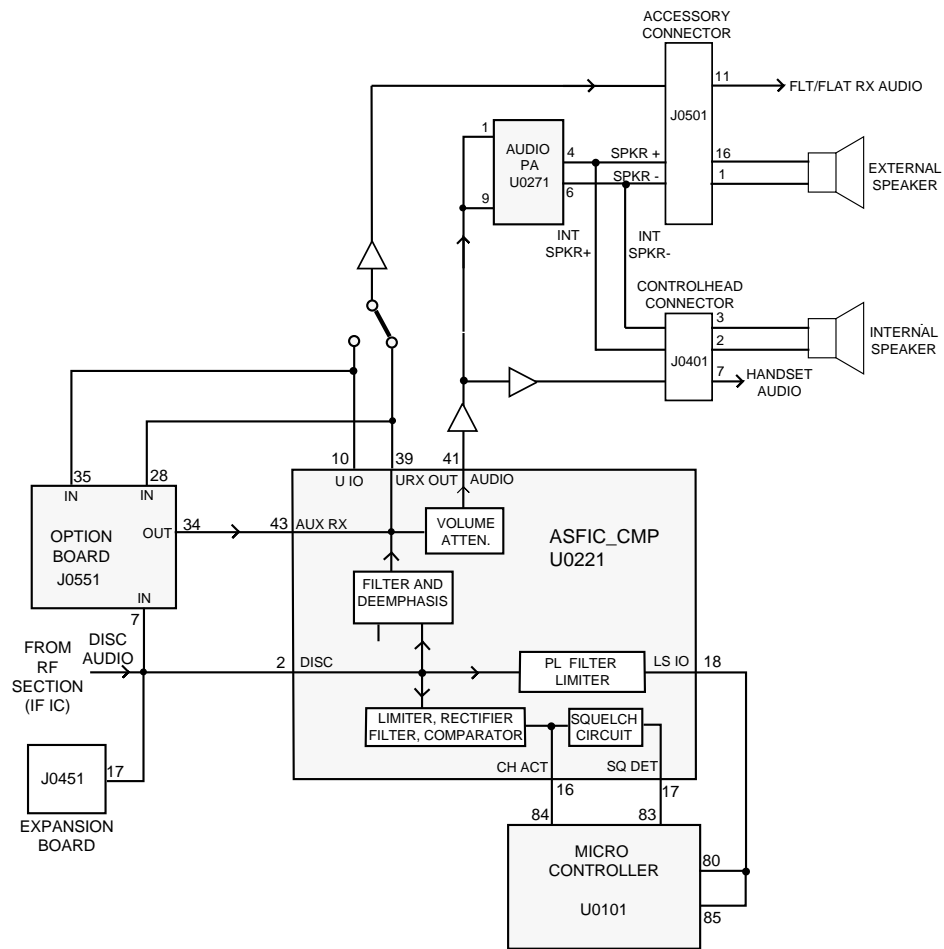 ACCESSORY
CONNECTOR
11
FLT/FLAT RX AUDIO
J0501
1
AUDIO
PA
U0271
4
SPKR +
16
6
SPKR -
1
9
EXTERNAL
SPEAKER
INT
SPKR+
INT
SPKR-
CONTROLHEAD
CONNECTOR
3
2
J0401
7
INTERNAL
SPEAKER
HANDSET
AUDIO
35
28
10
39
41
IN
IN
U IO
URX OUT
AUDIO
OPTION
BOARD
J0551
OUT
34
43
AUX RX
VOLUME
ATTEN.
ASFIC_CMP
U0221
IN
7
FILTER AND
DEEMPHASIS
FROM
RF
SECTION
(IF IC)
DISC
AUDIO
2
DISC
PL FILTER
LIMITER
LS IO
18
LIMITER, RECTIFIER
FILTER, COMPARATOR
SQUELCH
CIRCUIT
J0451
17
CH ACT
SQ DET
16
17
EXPANSION
BOARD
84
83
MICRO
CONTROLLER
U0101
80
85